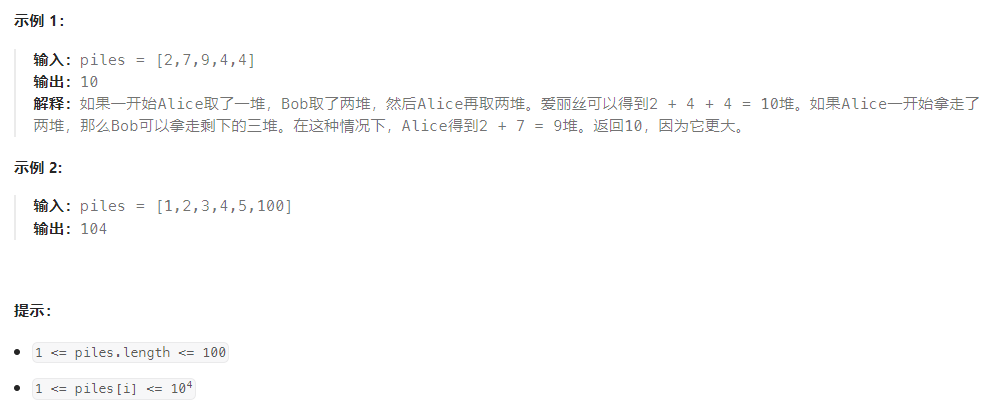 示例 1：
输入：piles = [2,7,9,4,4]
输出：10
解释：如果一开始Alice取了一堆，Bob取了两堆，然后Alice再取两堆。爱丽丝可以得到2 + 4 + 4 = 10堆。如果Alice一开始拿走了
两堆，那么Bob可以拿走剩下的三堆。在这种情况下，Alice得到2 + 7 = 9堆。返回10，因为它更大。
示例 2:
输入：piles = [1,2,3,4,5,100]
输出：104
提示：
• 1 <= piles.length <= 100
• 1 <= piles[i] <= 10⁴